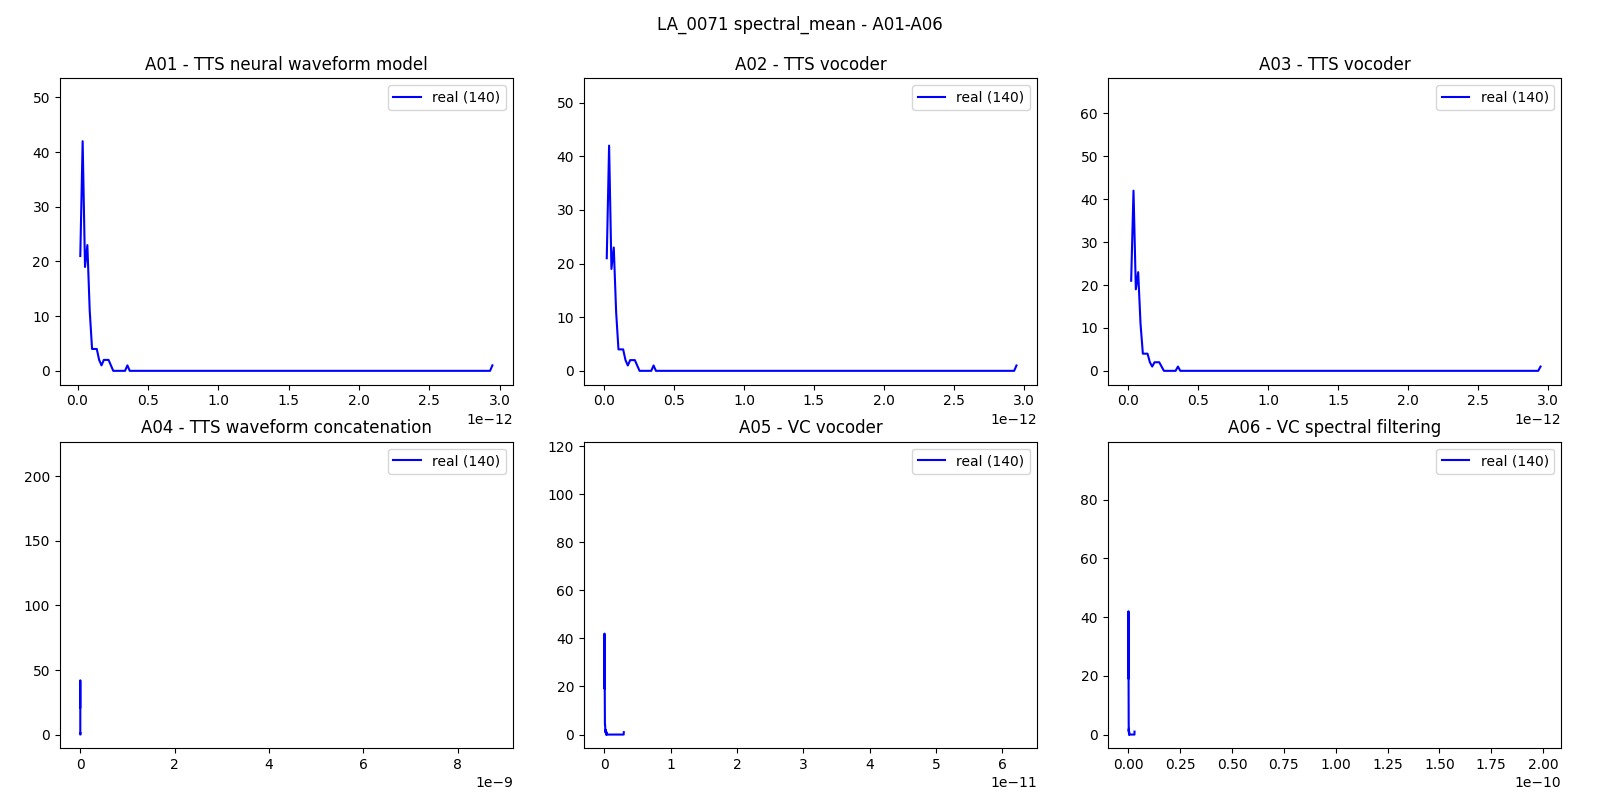 LA_0071 spectral_mean - A01-A06
A01 - TTS neural waveform model
real (140)
50
40
30
20
10
0
0.0 0.5 1.0 1.5 2.0 2.5 3.0
1e−12
A02 - TTS vocoder
real (140)
50
40
30
20
10
0
0.0 0.5 1.0 1.5 2.0 2.5 3.0
1e−12
A03 - TTS vocoder
real (140)
60
50
40
30
20
10
0
0.0 0.5 1.0 1.5 2.0 2.5 3.0
1e−12
A04 - TTS waveform concatenation
real (140)
200
150
100
50
0
0 2 4 6 8
1e−9
A05 - VC vocoder
real (140)
120
100
80
60
40
20
0
0 1 2 3 4 5 6
1e−11
A06 - VC spectral filtering
real (140)
80
60
40
20
0
0.00 0.25 0.50 0.75 1.00 1.25 1.50 1.75 2.00
1e−10